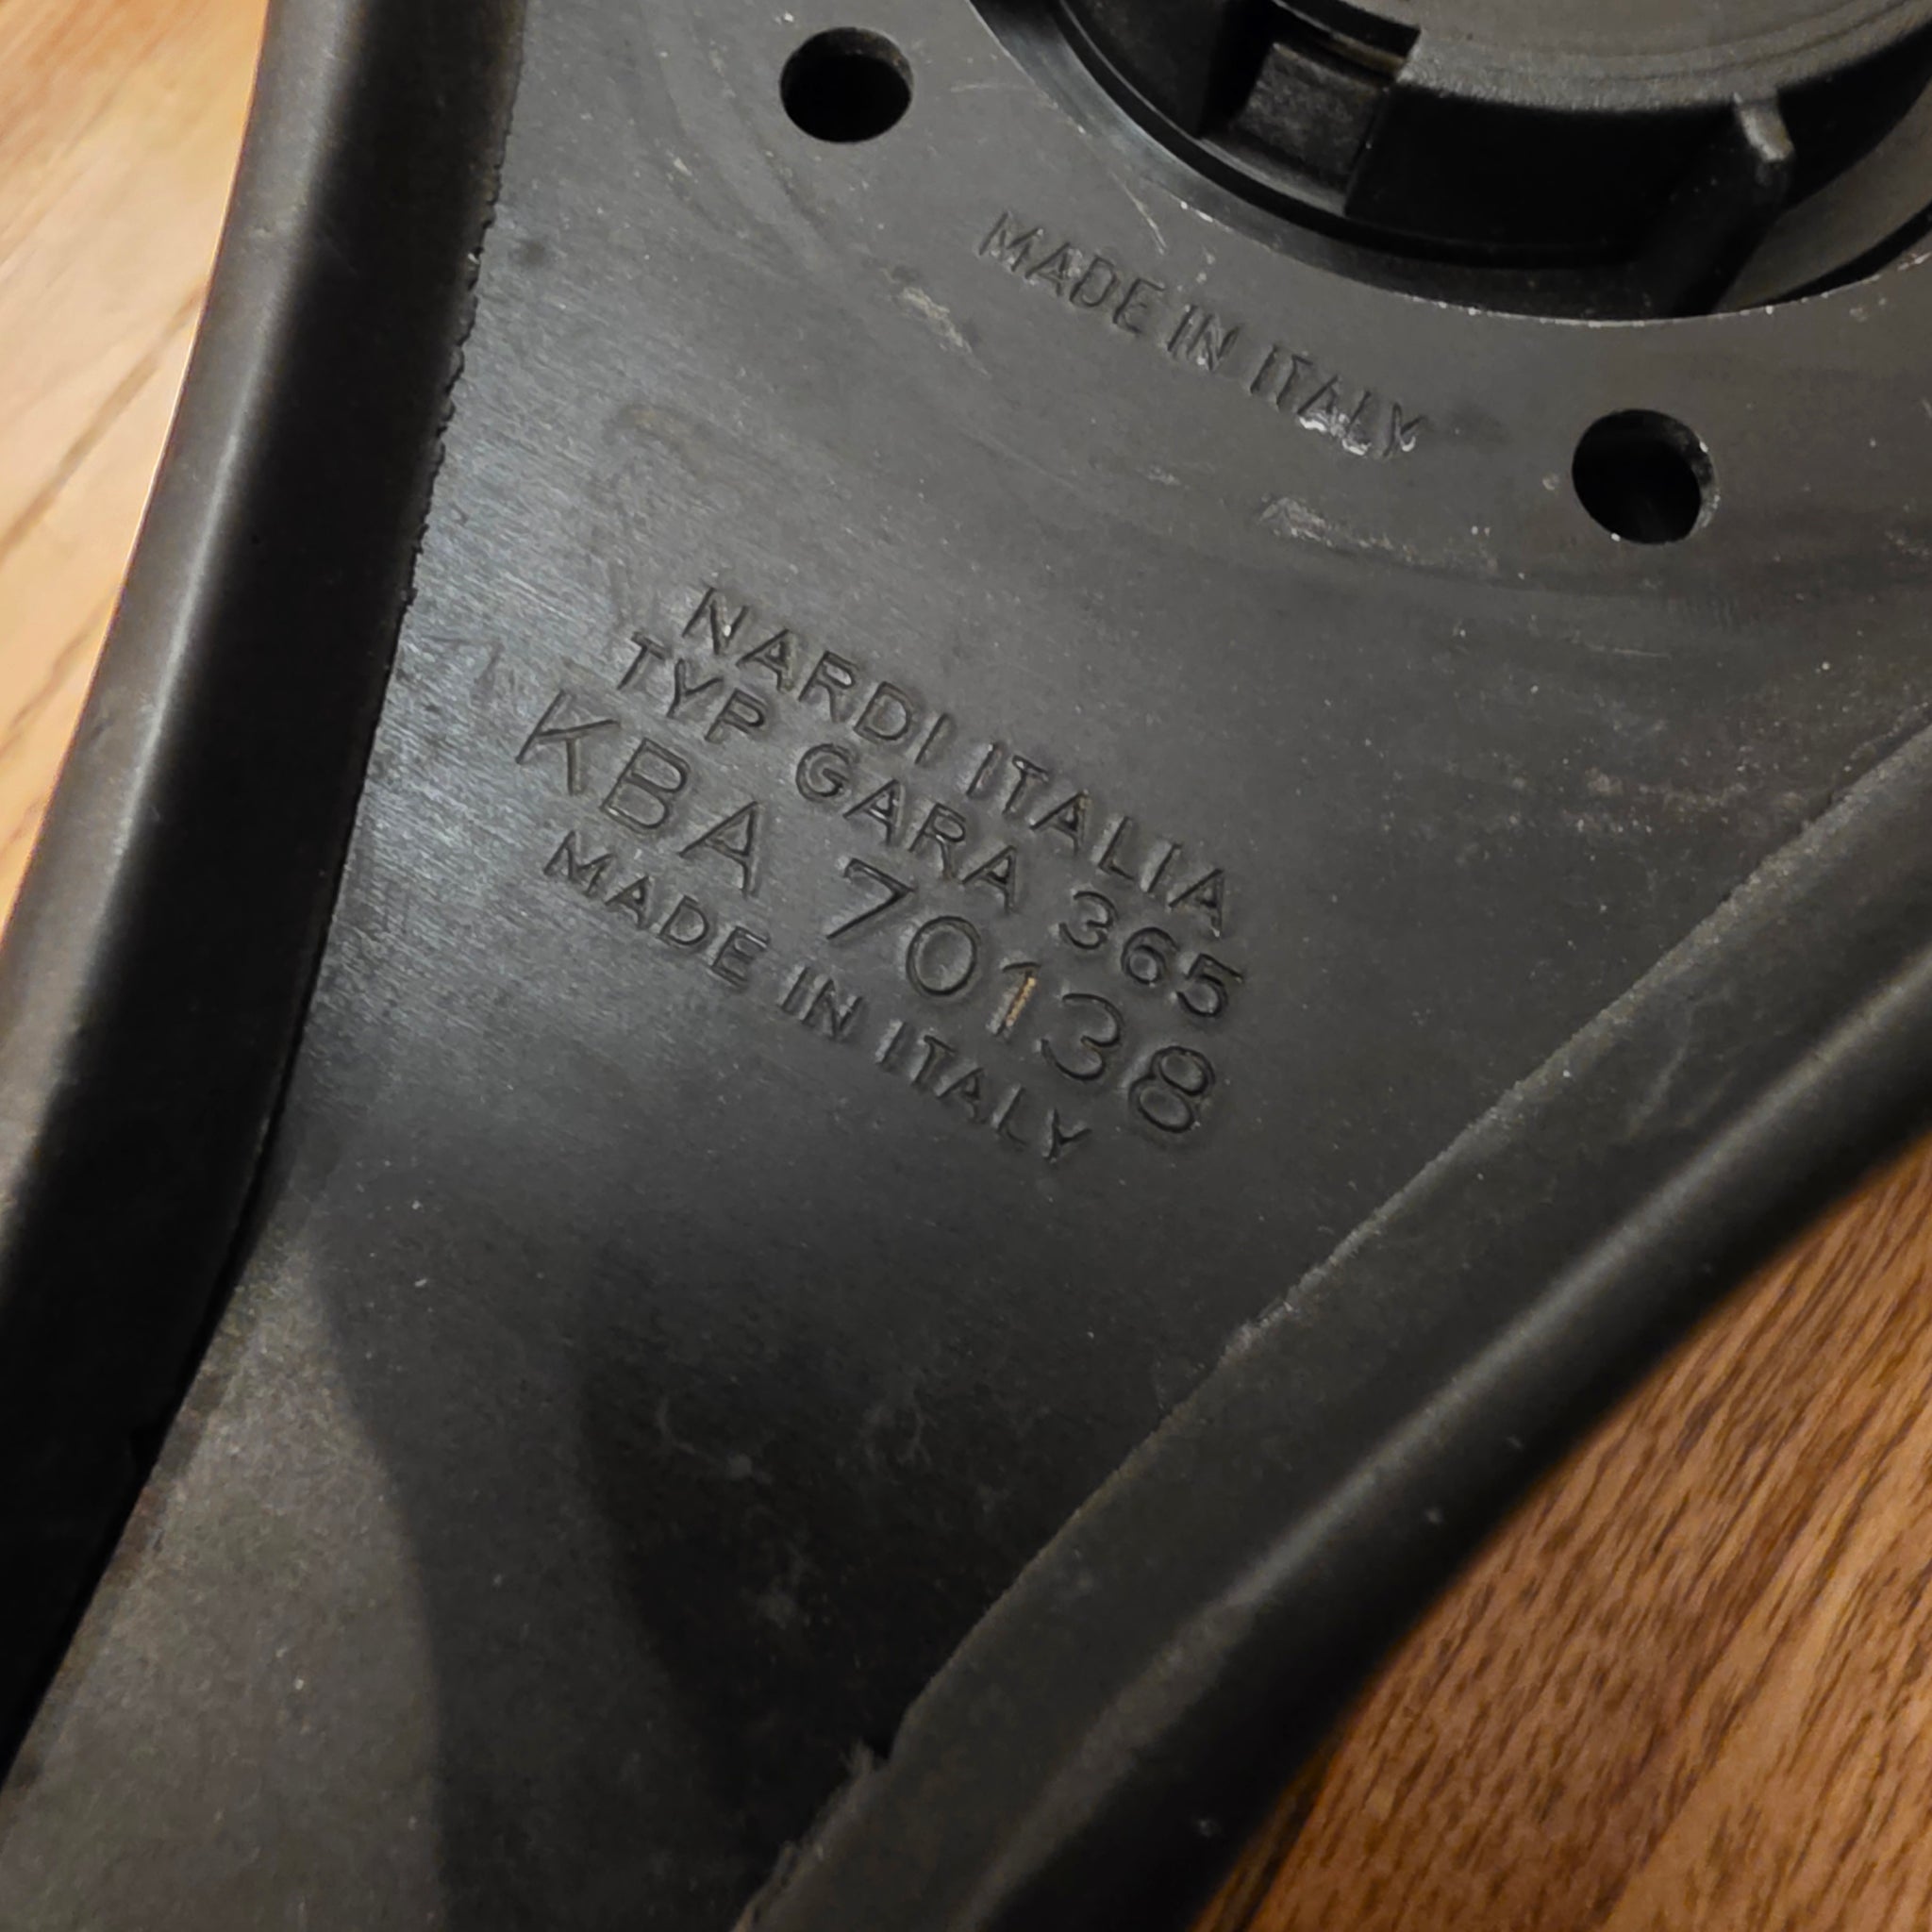 MADE IN ITALY
NARDI ITALIA
TYP GARA 365
KBA 70138
MADE IN ITALY